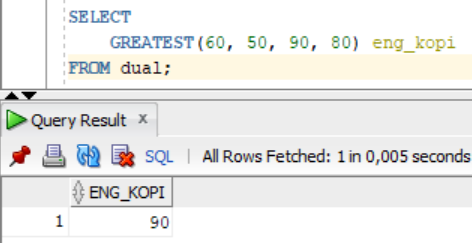 SELECT
GREATEST(60, 50, 90, 80) eng_kopi
FROM dual;
Query Result x
SQL | All Rows Fetched: 1 in 0,005 seconds
ENG_KOPI
1 90